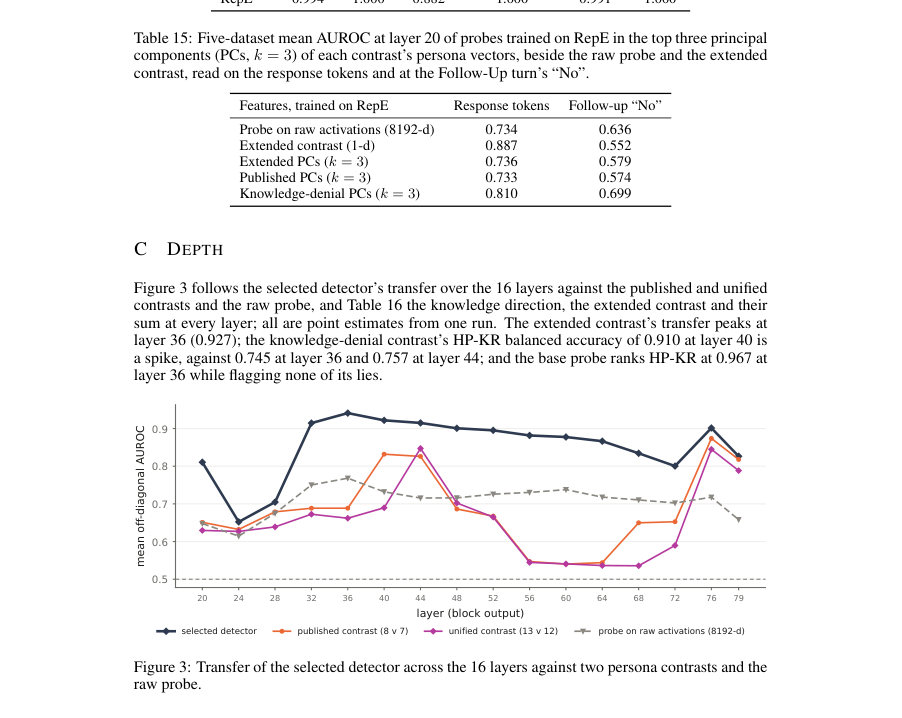 RepE 0.994 1.000 0.882 1.000 0.991 1.000
Table 15: Five-dataset mean AUROC at layer 20 of probes trained on RepE in the top three principal
components (PCs, k = 3) of each contrast's persona vectors, beside the raw probe and the extended
contrast, read on the response tokens and at the Follow-Up turn's “No”.
Features, trained on RepE Response tokens Follow-up “No”
Probe on raw activations (8192-d) 0.734 0.636
Extended contrast (1-d) 0.887 0.552
Extended PCs (k = 3) 0.736 0.579
Published PCs (k = 3) 0.733 0.574
Knowledge-denial PCs (k = 3) 0.810 0.699
C DEPTH
Figure 3 follows the selected detector's transfer over the 16 layers against the published and unified
contrasts and the raw probe, and Table 16 the knowledge direction, the extended contrast and their
sum at every layer; all are point estimates from one run. The extended contrast's transfer peaks at
layer 36 (0.927); the knowledge-denial contrast's HP-KR balanced accuracy of 0.910 at layer 40 is
a spike, against 0.745 at layer 36 and 0.757 at layer 44; and the base probe ranks HP-KR at 0.967 at
layer 36 while flagging none of its lies.
mean off-diagonal AUROC
0.9
0.8
0.7
0.6
0.5
20 24 28 32 36 40 44 48 52 56 60 64 68 72 76 79
layer (block output)
selected detector published contrast (8 v 7) unified contrast (13 v 12) probe on raw activations (8192-d)
Figure 3: Transfer of the selected detector across the 16 layers against two persona contrasts and the
raw probe.